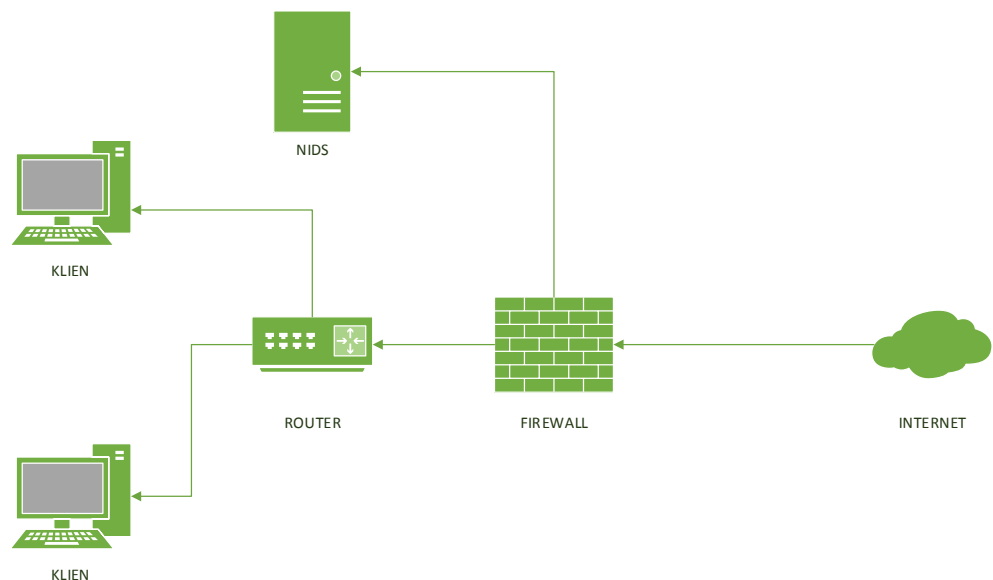 NIDS
KLIEN
ROUTER
FIREWALL
INTERNET
KLIEN